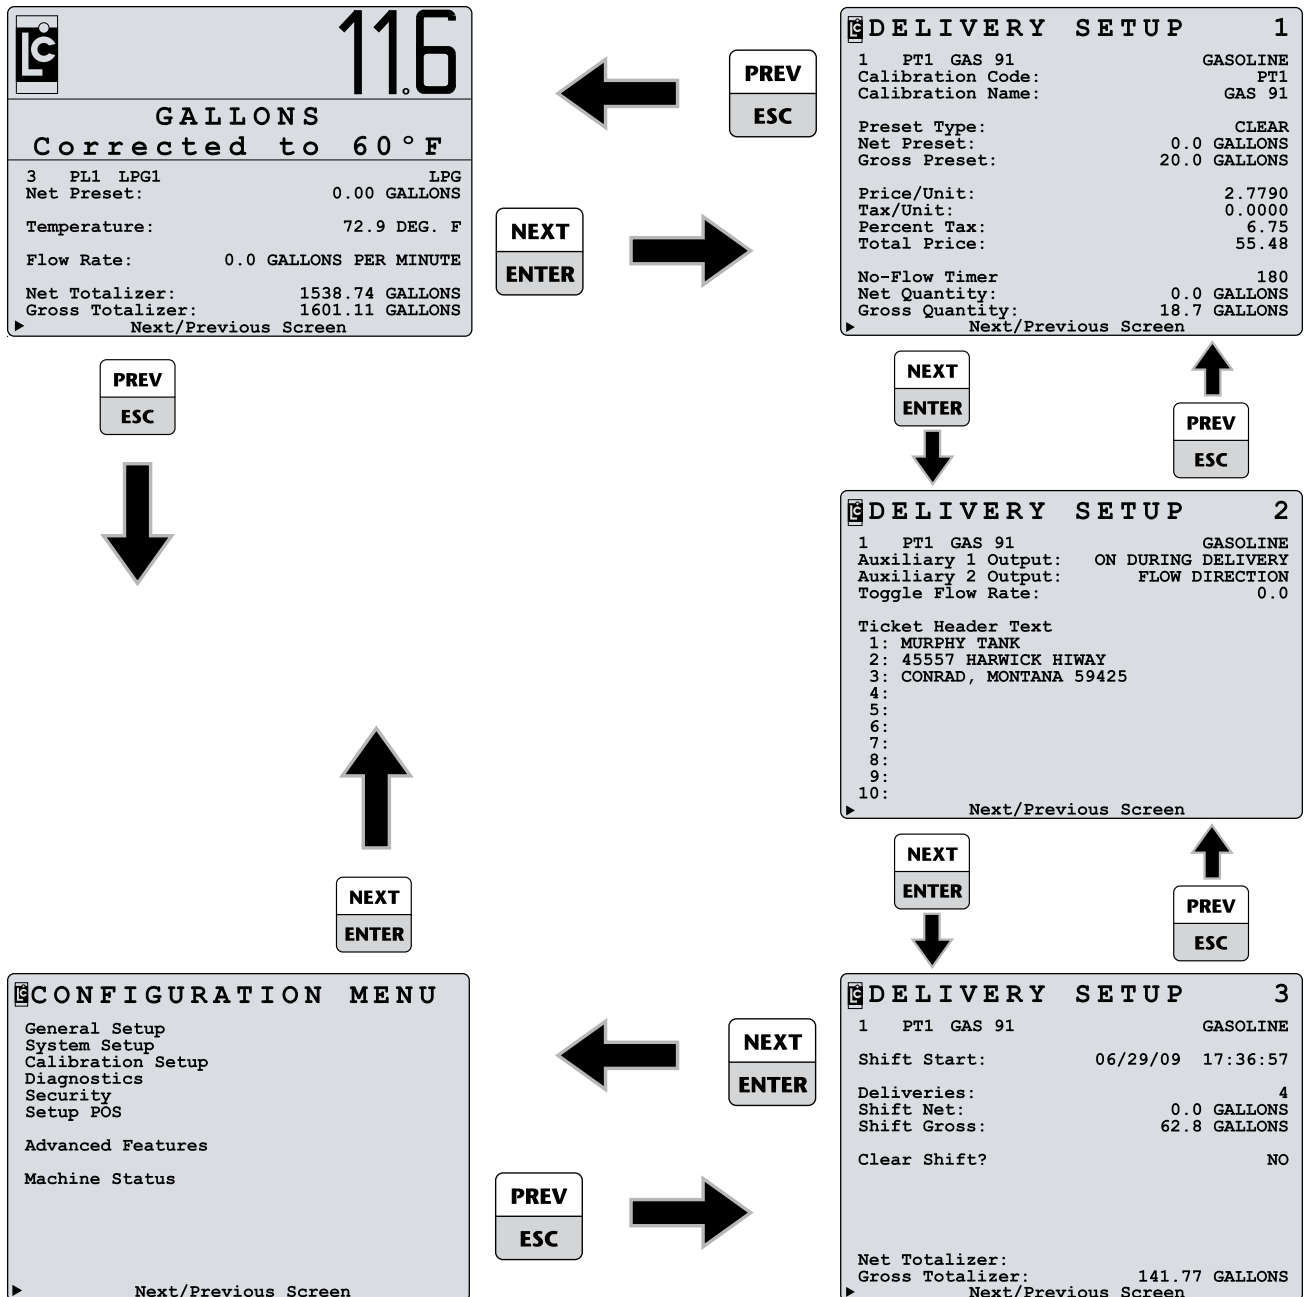 LC
11.6
GALLONS
Corrected to 60°F
3 PL1 LPG1 LPG
Net Preset: 0.00 GALLONS
Temperature: 72.9 DEG. F
Flow Rate: 0.0 GALLONS PER MINUTE
Net Totalizer: 1538.74 GALLONS
Gross Totalizer: 1601.11 GALLONS
Next/Previous Screen
PREV
ESC
NEXT
ENTER
LC DELIVERY SETUP 1
1 PT1 GAS 91 GASOLINE
Calibration Code: PT1
Calibration Name: GAS 91
Preset Type: CLEAR
Net Preset: 0.0 GALLONS
Gross Preset: 20.0 GALLONS
Price/Unit: 2.7790
Tax/Unit: 0.0000
Percent Tax: 6.75
Total Price: 55.48
No-Flow Timer 180
Net Quantity: 0.0 GALLONS
Gross Quantity: 18.7 GALLONS
Next/Previous Screen
PREV
ESC
NEXT
ENTER
PREV
ESC
LC DELIVERY SETUP 2
1 PT1 GAS 91 GASOLINE
Auxiliary 1 Output: ON DURING DELIVERY
Auxiliary 2 Output: FLOW DIRECTION
Toggle Flow Rate: 0.0
Ticket Header Text
1: MURPHY TANK
2: 45557 HARWICK HIWAY
3: CONRAD, MONTANA 59425
4:
5:
6:
7:
8:
9:
10:
Next/Previous Screen
NEXT
ENTER
PREV
ESC
NEXT
ENTER
LC CONFIGURATION MENU
General Setup
System Setup
Calibration Setup
Diagnostics
Security
Setup POS
Advanced Features
Machine Status
Next/Previous Screen
NEXT
ENTER
PREV
ESC
LC DELIVERY SETUP 3
1 PT1 GAS 91 GASOLINE
Shift Start: 06/29/09 17:36:57
Deliveries: 4
Shift Net: 0.0 GALLONS
Shift Gross: 62.8 GALLONS
Clear Shift? NO
Net Totalizer:
Gross Totalizer: 141.77 GALLONS
Next/Previous Screen